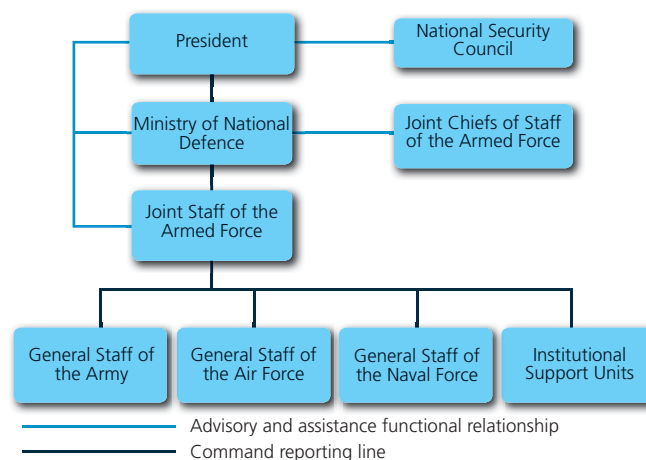 President
National Security
Council
Ministry of National
Defence
Joint Chiefs of Staff
of the Armed Force
Joint Staff of the
Armed Force
General Staff of
the Army
General Staff of
the Air Force
General Staff of
the Naval Force
Institutional
Support Units
Advisory and assistance functional relationship
Command reporting line